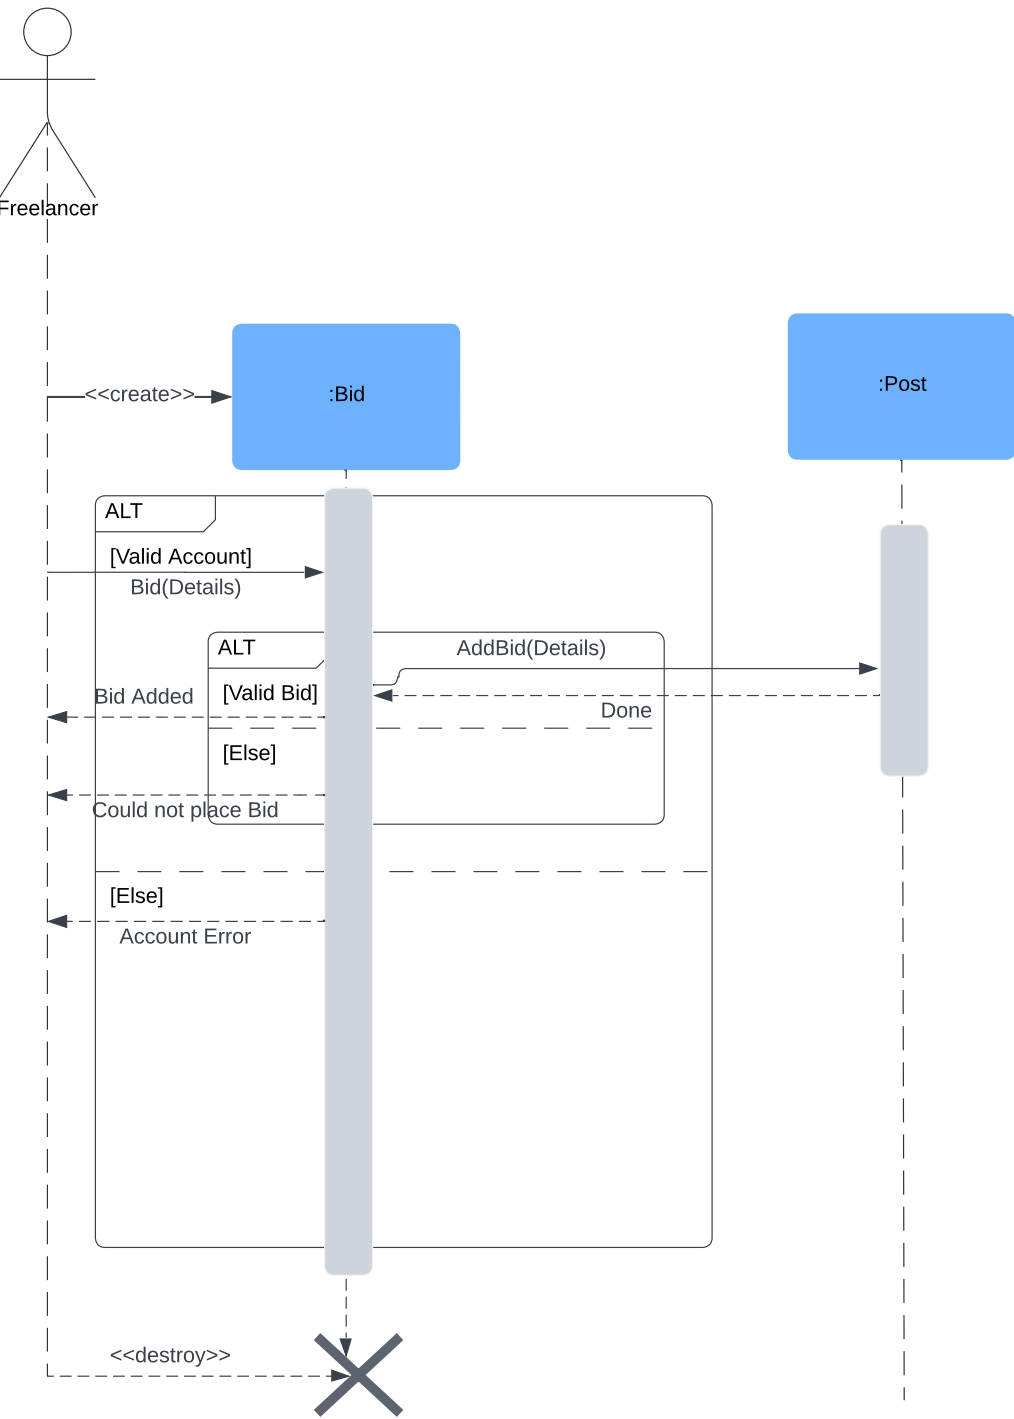 Freelancer
<<create>>
:Bid
:Post
ALT
[Valid Account]
Bid(Details)
ALT
AddBid(Details)
[Valid Bid]
Bid Added
Done
[Else]
Could not place Bid
[Else]
Account Error
<<destroy>>